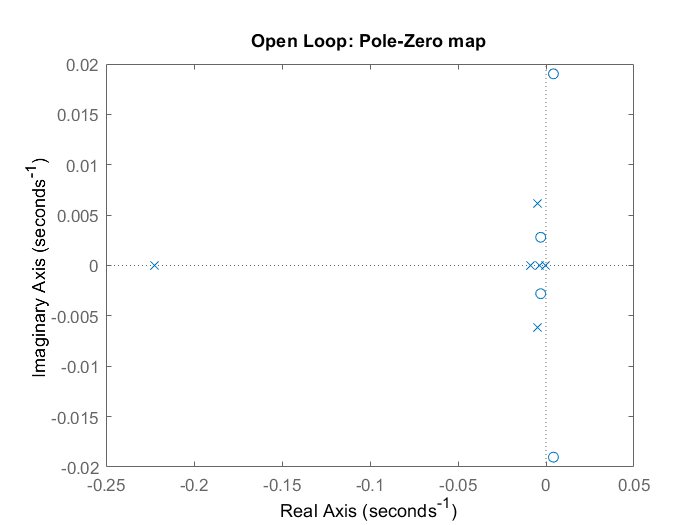 Open Loop: Pole-Zero map
0.02
0.015
0.01
0.005
0
-0.005
-0.01
-0.015
-0.02
Imaginary Axis (seconds⁻¹)
-0.25 -0.2 -0.15 -0.1 -0.05 0 0.05
Real Axis (seconds⁻¹)